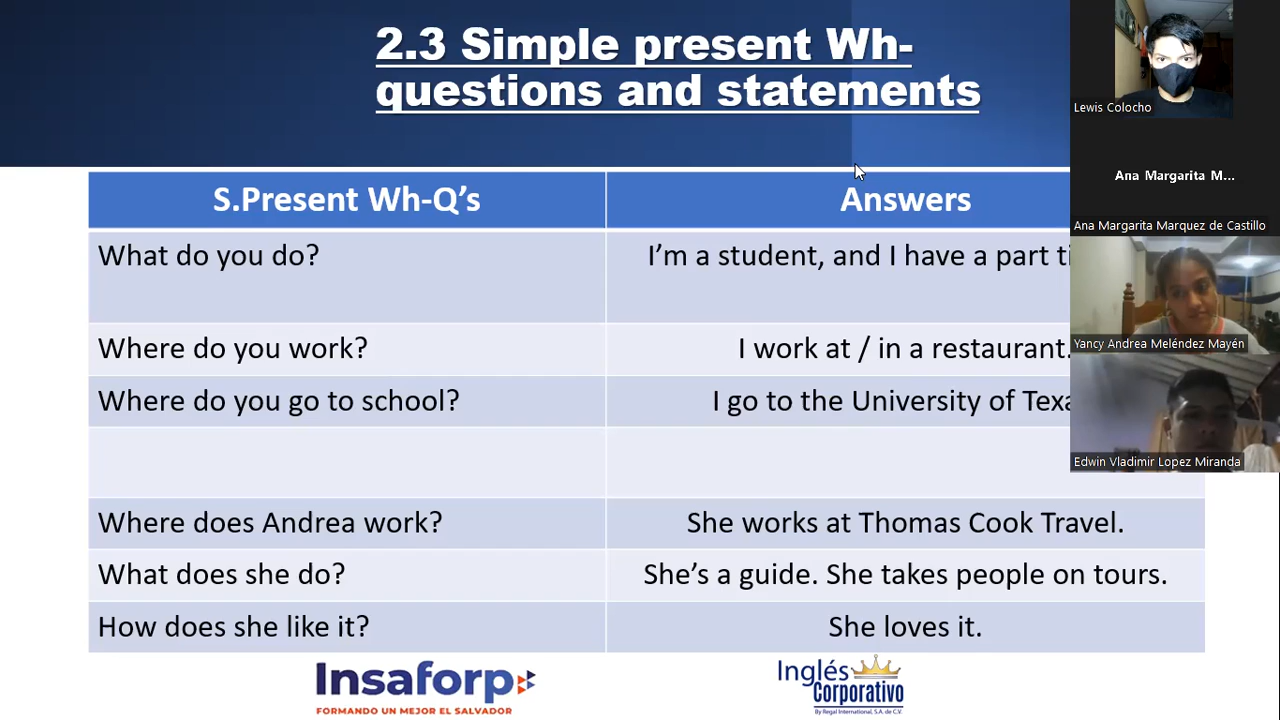 2.3 Simple present Wh-
questions and statements
S.Present Wh-Q's
Answers
What do you do?
I'm a student, and I have a part
Where do you work?
I work at / in a restaurant.
Where do you go to school?
I go to the University of
Where does Andrea work?
She works at Thomas Cook Travel.
What does she do?
She's a guide. She takes people on tours.
How does she like it?
She loves it.
Insaforp
FORMANDO UN MEJOR EL SALVADOR
Inglés
Corporativo
By Regal International, S.A. de C.V.
Lewis Colocho
Ana Margarita M...
Ana Margarita Marquez de Castillo
Yancy Andrea Meléndez Mayén
Edwin Vladimir Lopez Miranda